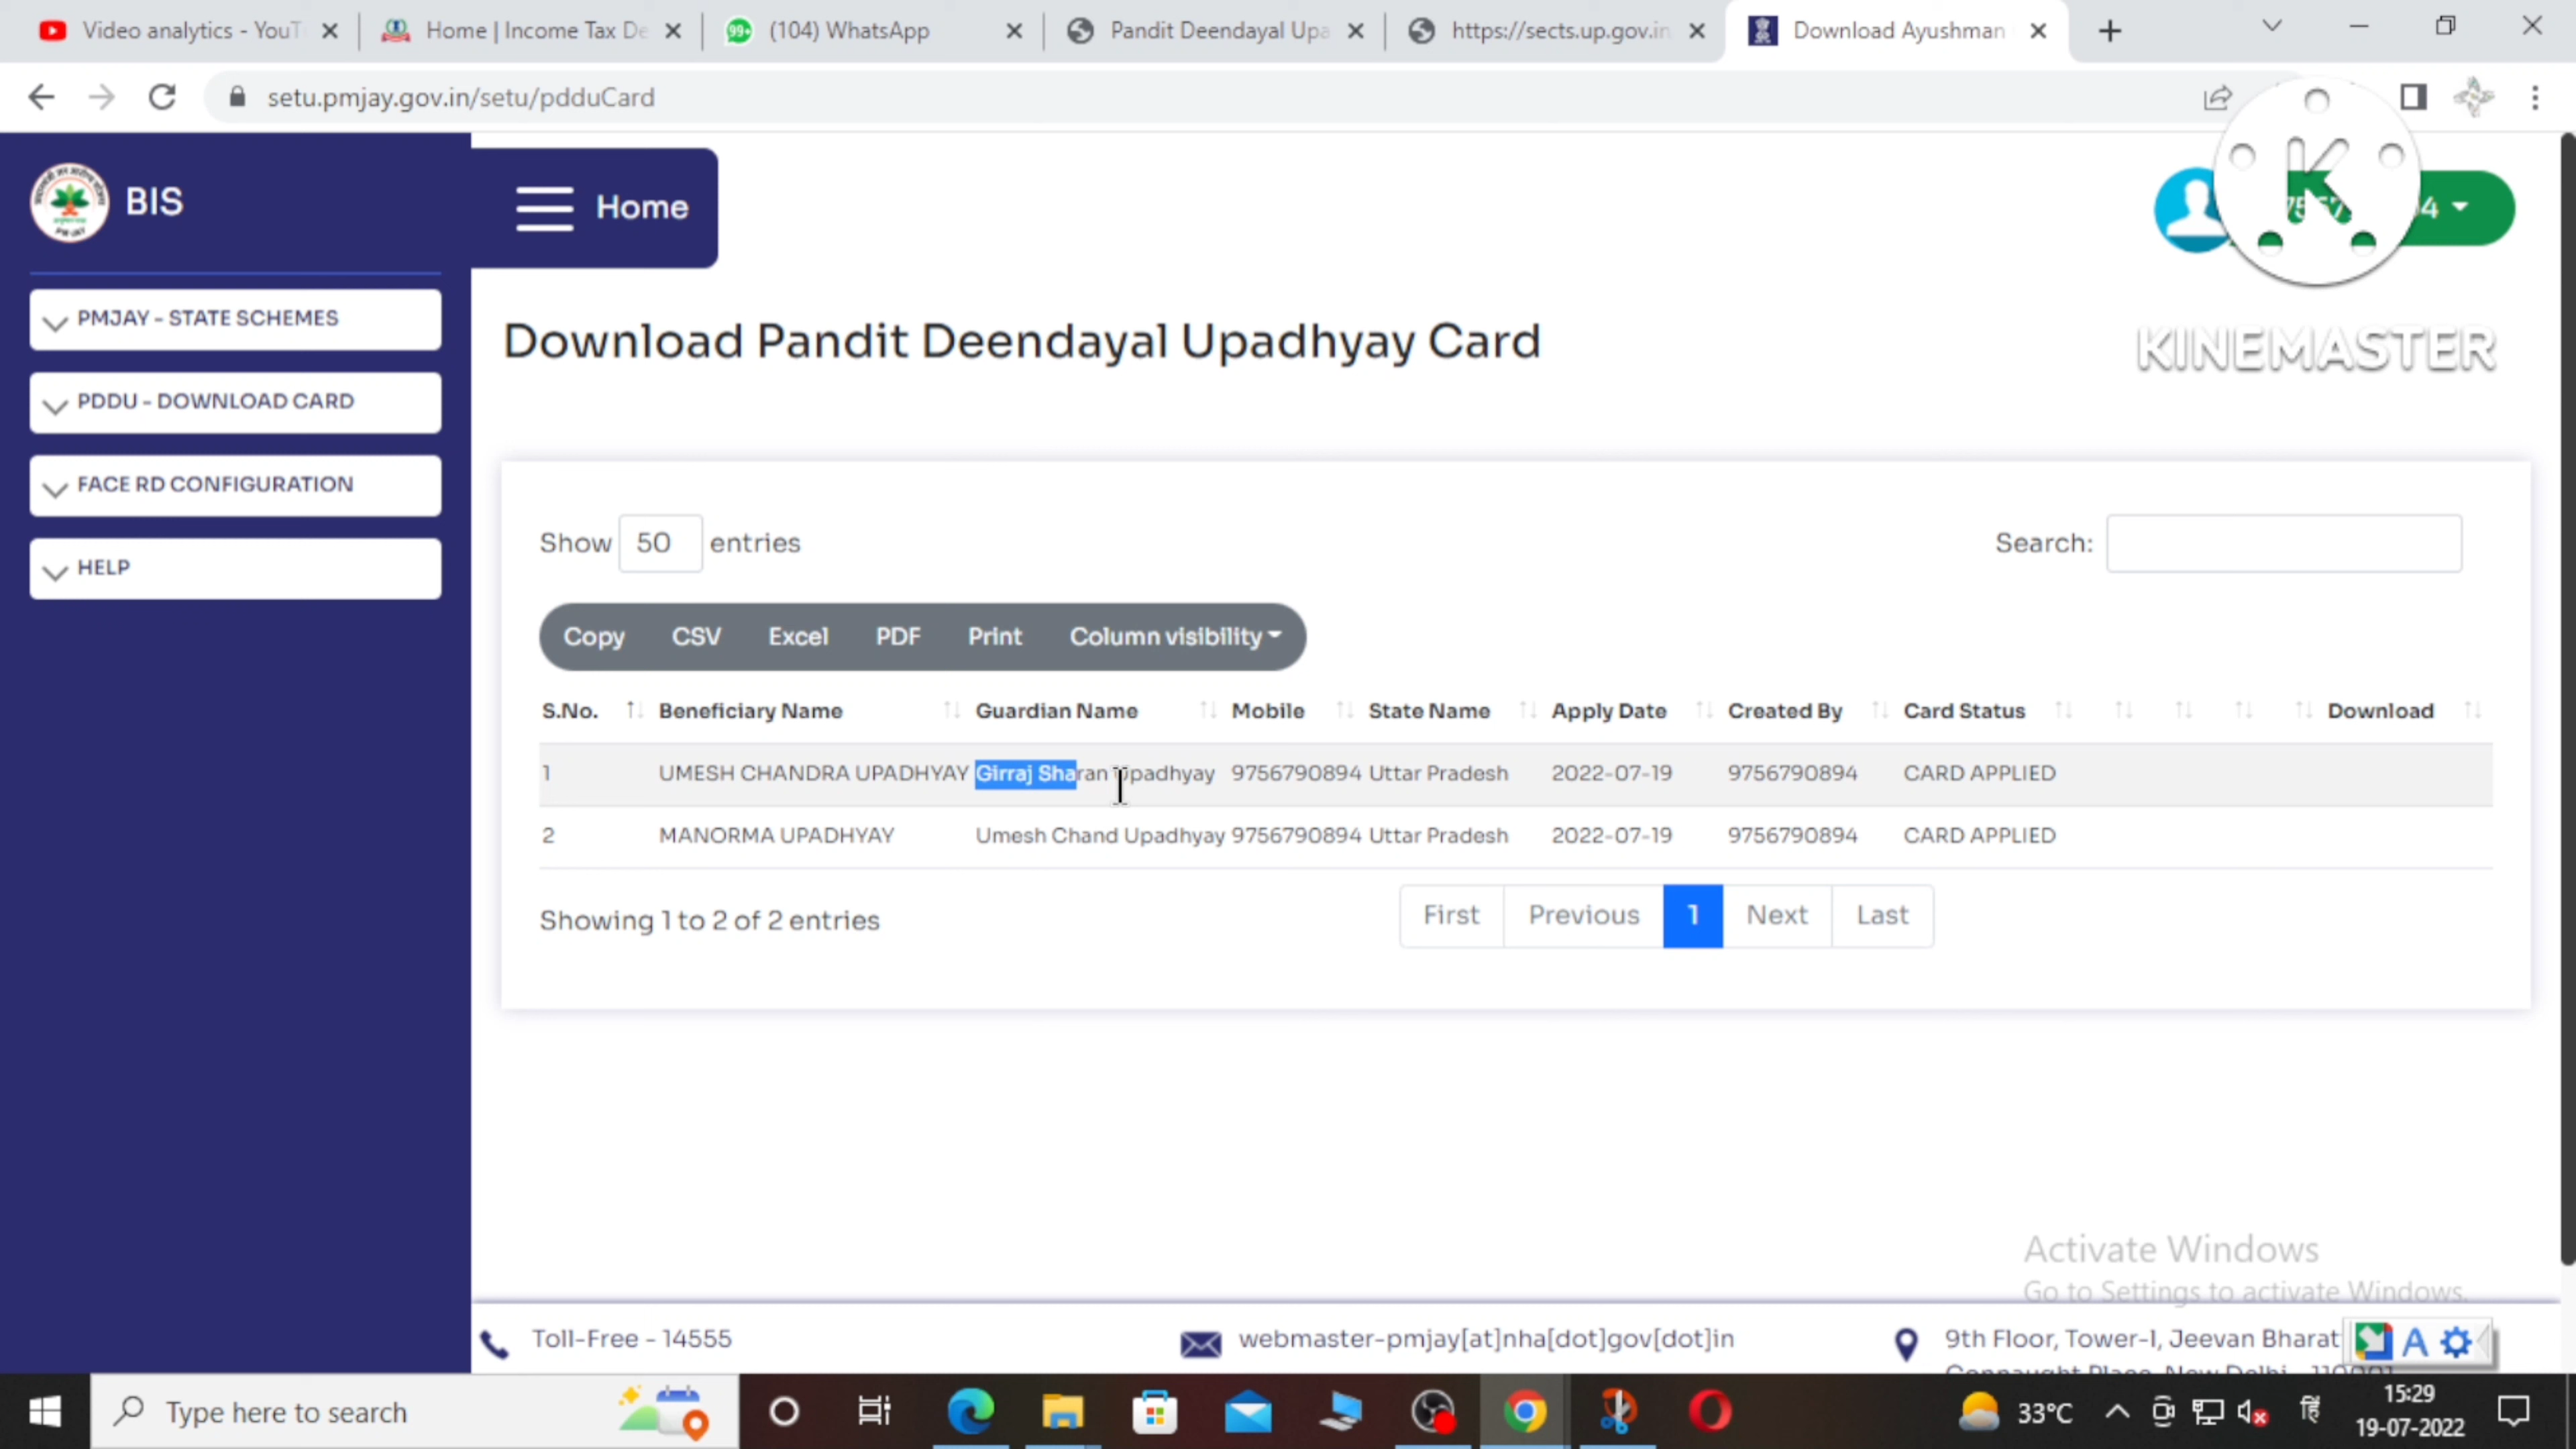 Video analytics - YouT
Home | Income Tax De
99+ (104) WhatsApp
Pandit Deendayal Upa
https://sects.up.gov.in
Download Ayushman
setu.pmjay.gov.in/setu/pdduCard
BIS
Home
KINEMASTER
PMJAY - STATE SCHEMES
PDDU - DOWNLOAD CARD
FACE RD CONFIGURATION
HELP
Download Pandit Deendayal Upadhyay Card
Show 50 entries
Search:
Copy CSV Excel PDF Print Column visibility
S.No. Beneficiary Name Guardian Name Mobile State Name Apply Date Created By Card Status Download
1 UMESH CHANDRA UPADHYAY Girraj Sharan Upadhyay 9756790894 Uttar Pradesh 2022-07-19 9756790894 CARD APPLIED
2 MANORMA UPADHYAY Umesh Chand Upadhyay 9756790894 Uttar Pradesh 2022-07-19 9756790894 CARD APPLIED
Showing 1 to 2 of 2 entries
First Previous 1 Next Last
Activate Windows
Go to Settings to activate Windows.
Toll-Free - 14555
webmaster-pmjay[at]nha[dot]gov[dot]in
9th Floor, Tower-I, Jeevan Bharat
A
Type here to search
33°C
हिं
15:29
19-07-2022